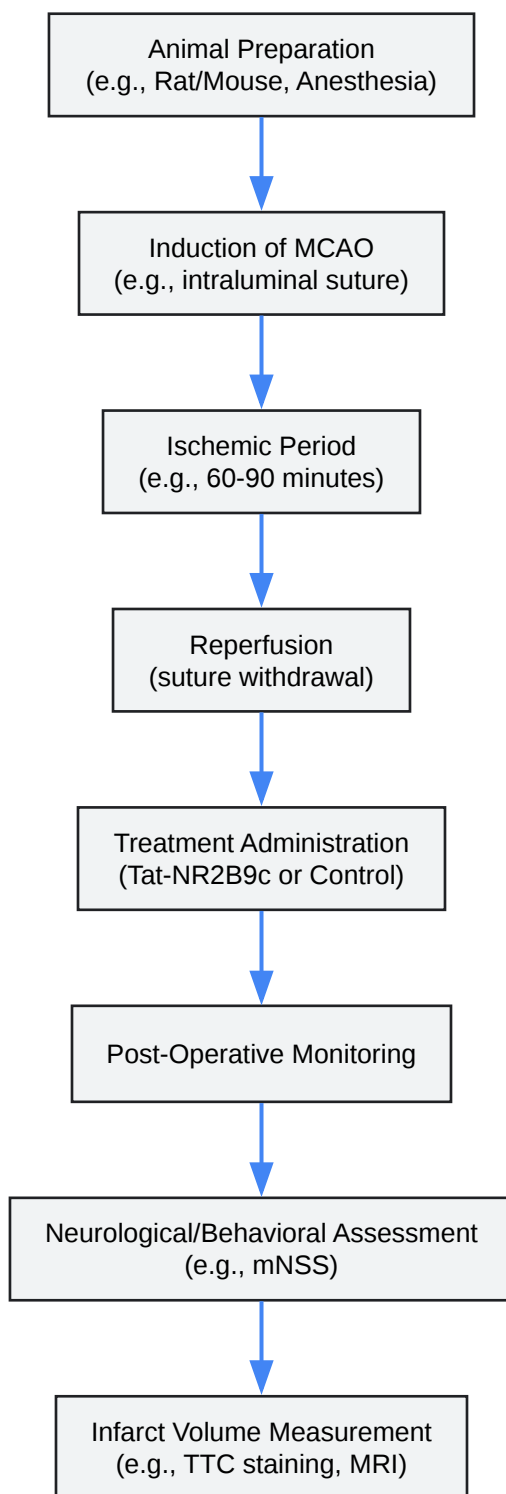 Animal Preparation
(e.g., Rat/Mouse, Anesthesia)
Induction of MCAO
(e.g., intraluminal suture)
Ischemic Period
(e.g., 60-90 minutes)
Reperfusion
(suture withdrawal)
Treatment Administration
(Tat-NR2B9c or Control)
Post-Operative Monitoring
Neurological/Behavioral Assessment
(e.g., mNSS)
Infarct Volume Measurement
(e.g., TTC staining, MRI)